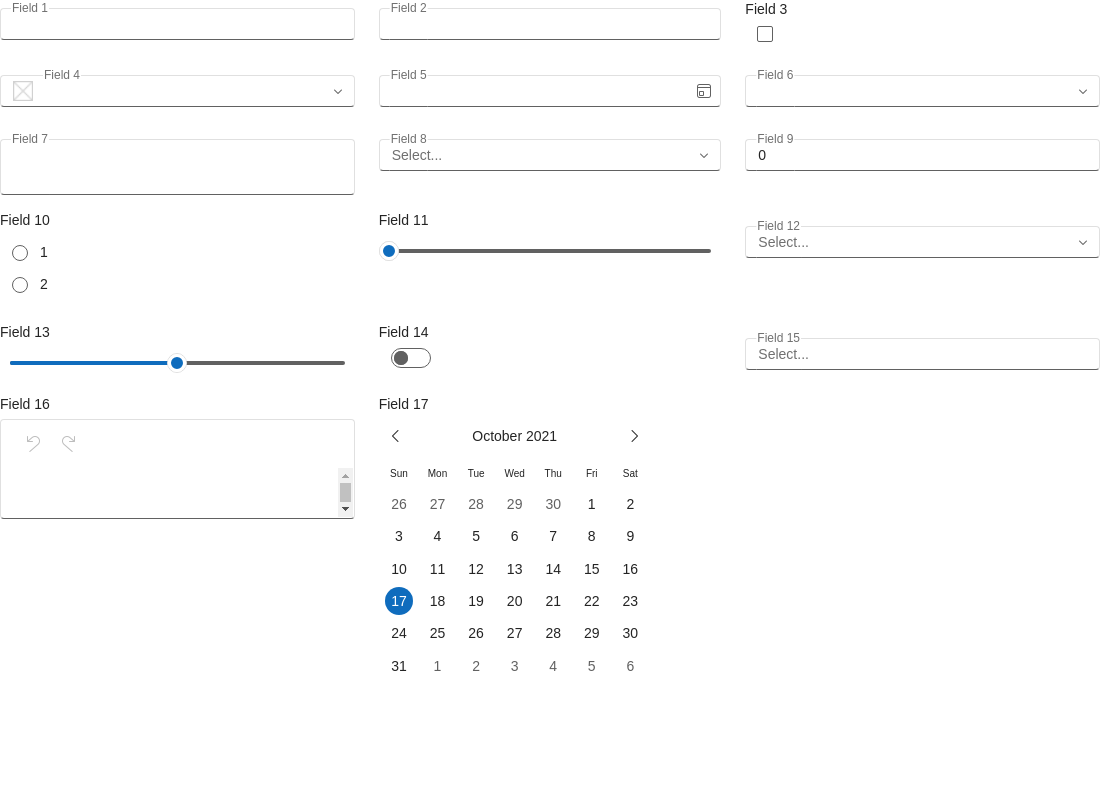 Field 1
Field 2
Field 3
Field 4
Field 5
Field 6
Field 7
Field 8
Select...
Field 9
0
Field 10
1
2
Field 11
Field 12
Select...
Field 13
Field 14
Field 15
Select...
Field 16
Field 17
October 2021
Sun Mon Tue Wed Thu Fri Sat
26 27 28 29 30 1 2
3 4 5 6 7 8 9
10 11 12 13 14 15 16
17 18 19 20 21 22 23
24 25 26 27 28 29 30
31 1 2 3 4 5 6